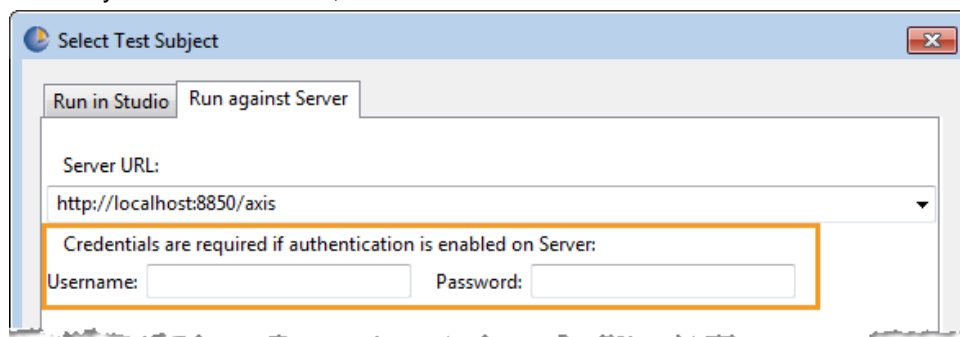 Select Test Subject
Run in Studio Run against Server
Server URL:
http://localhost:8850/axis
Credentials are required if authentication is enabled on Server:
Username: Password: